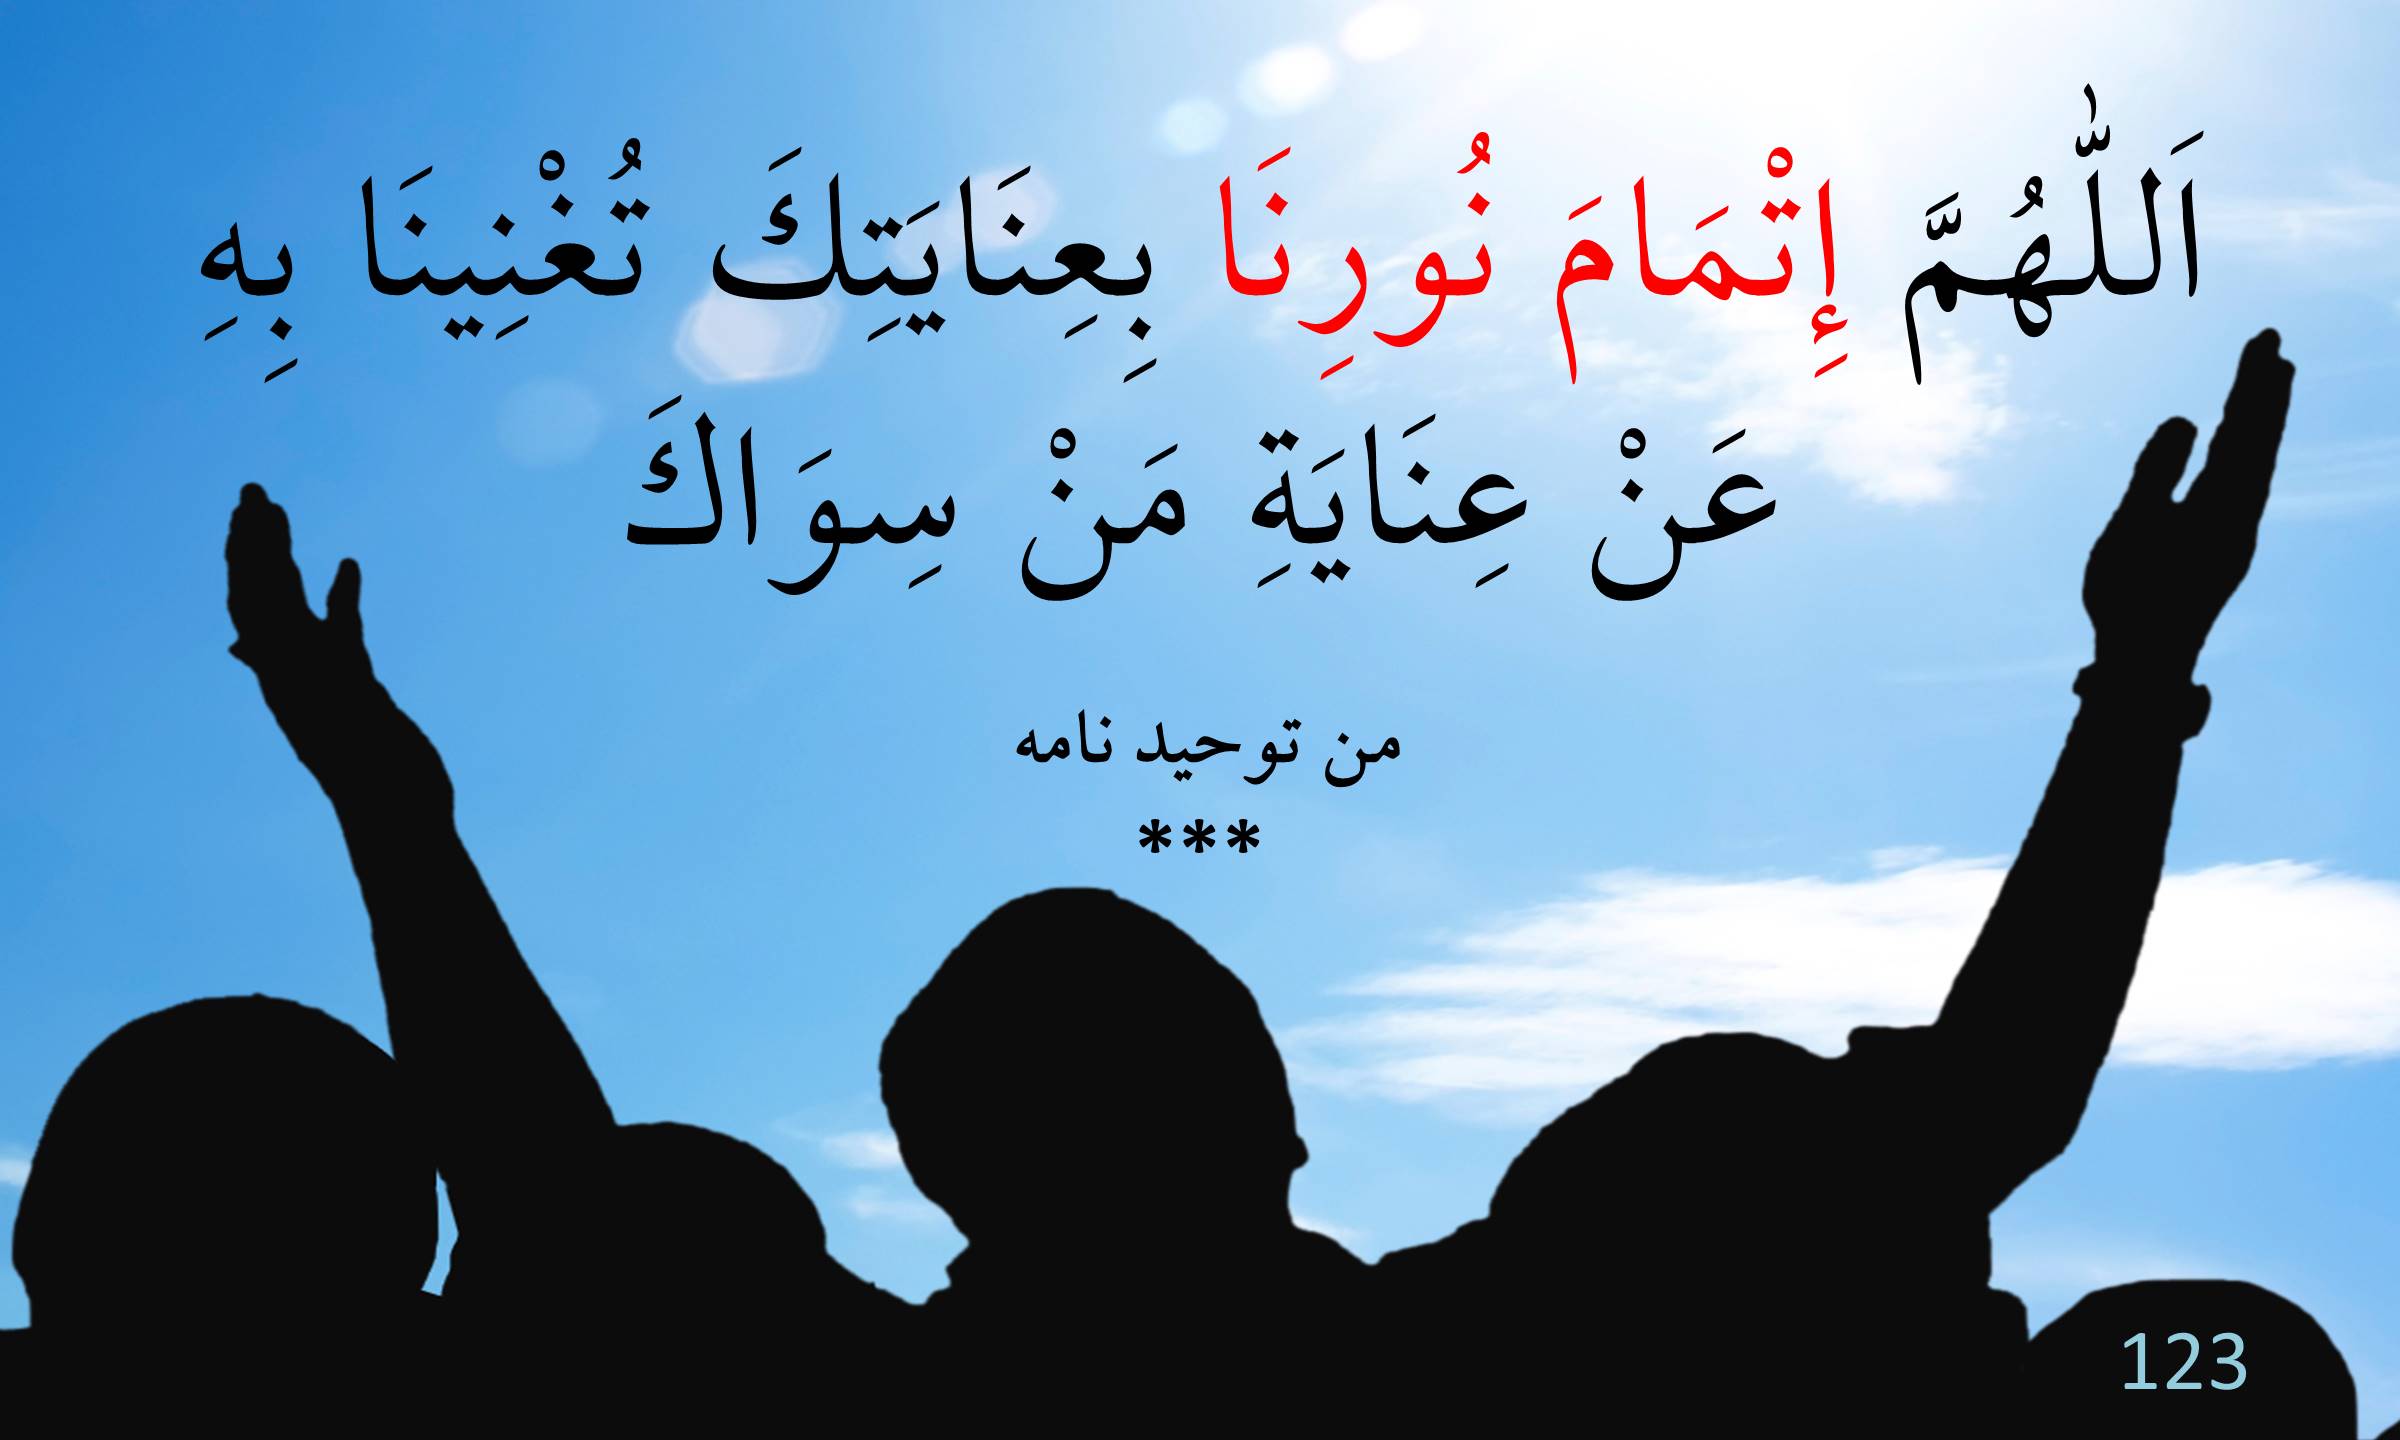 اَللّٰهُمَّ إِتْمَامَ نُورِنَا بِعِنَايَتِكَ تُغْنِينَا بِهِ
عَنْ عِنَايَةِ مَنْ سِوَاكَ
من توحيد نامه
***
123